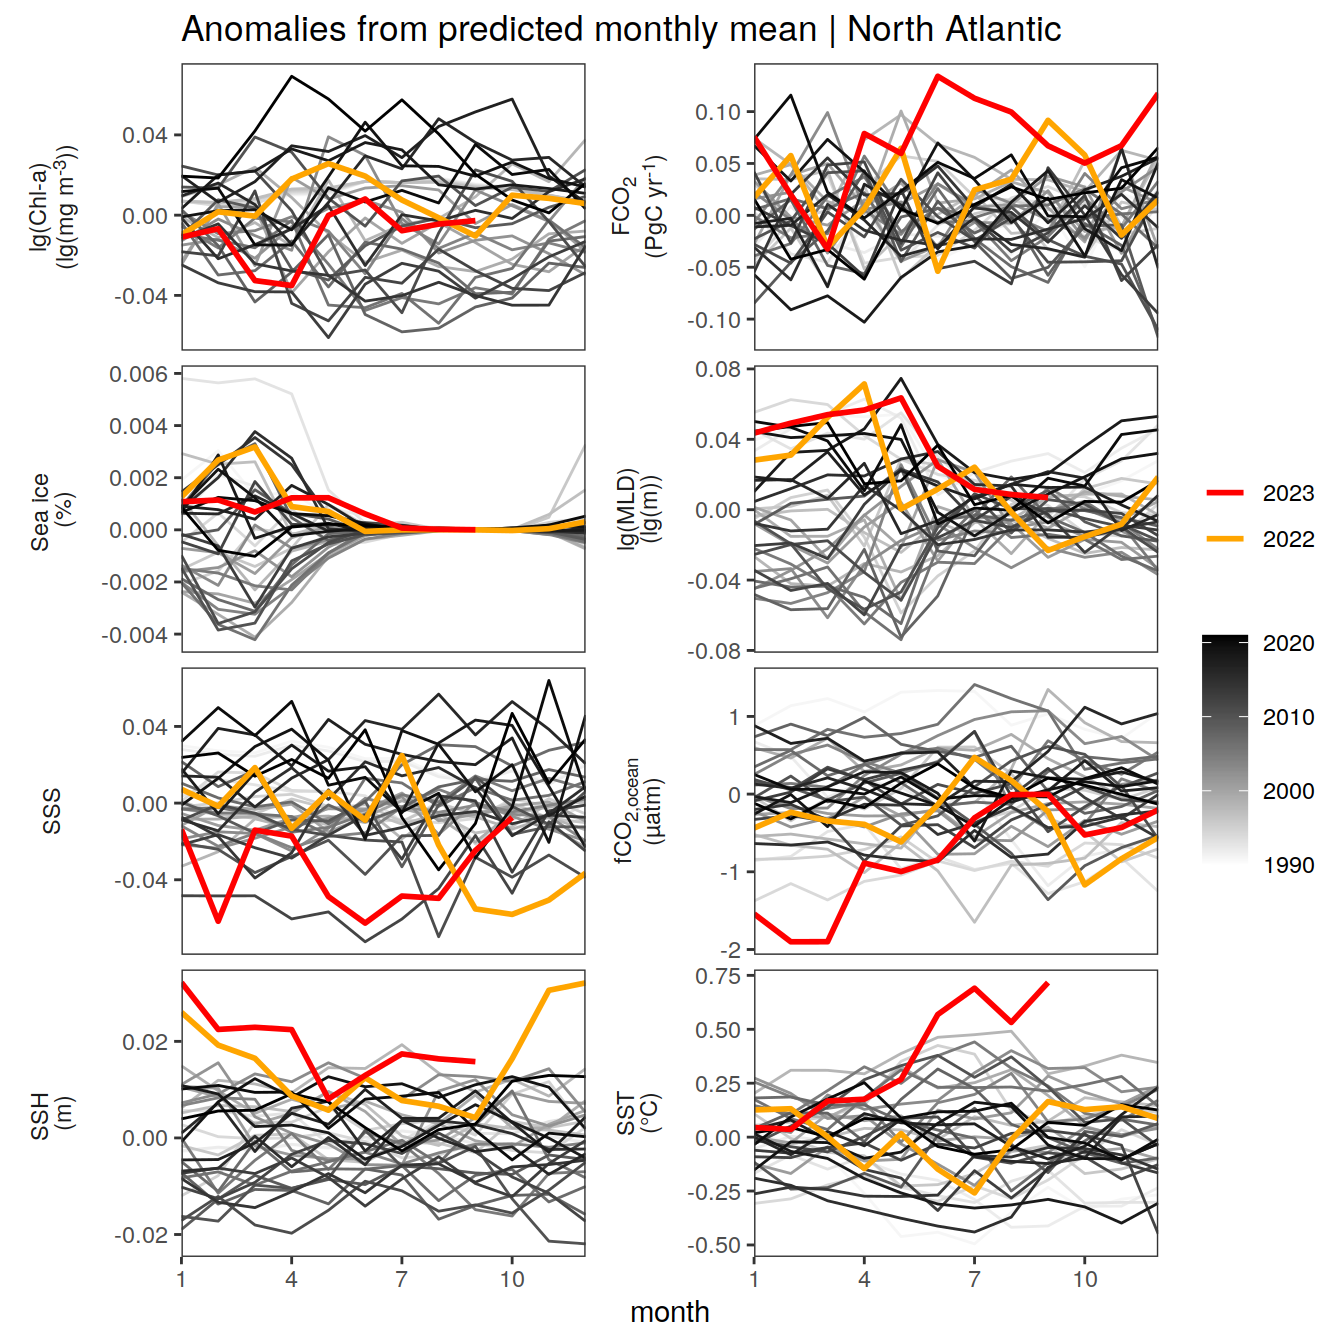 Anomalies from predicted monthly mean | North Atlantic
lg(Chl-a)
(lg(mg m⁻³))
0.04
0.00
-0.04
FCO₂
(PgC yr⁻¹)
0.10
0.05
0.00
-0.05
-0.10
Sea ice
(%)
0.006
0.004
0.002
0.000
-0.002
-0.004
lg(MLD)
(lg(m))
0.08
0.04
0.00
-0.04
-0.08
SSS
0.04
0.00
-0.04
fCO₂,ocean
(µatm)
1
0
-1
-2
SSH
(m)
0.02
0.00
-0.02
1 4 7 10
SST
(°C)
0.75
0.50
0.25
0.00
-0.25
-0.50
1 4 7 10
month
2023
2022
2020
2010
2000
1990